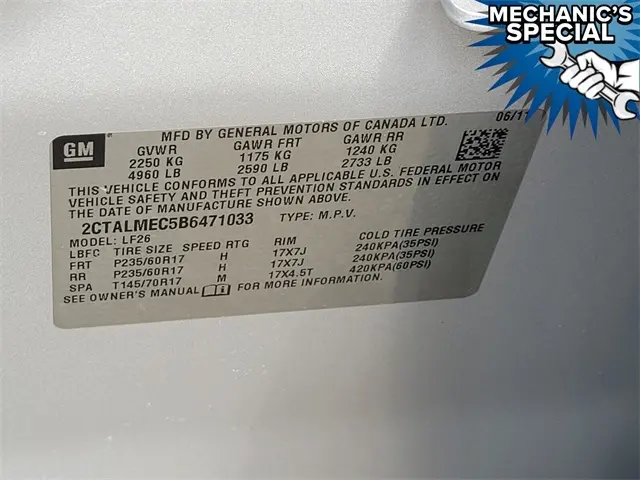 MECHANIC'S
SPECIAL
GM
MFD BY GENERAL MOTORS OF CANADA LTD. 06/11
GVWR GAWR FRT GAWR RR
2250 KG 1175 KG 1240 KG
4960 LB 2590 LB 2733 LB
THIS VEHICLE CONFORMS TO ALL APPLICABLE U.S. FEDERAL MOTOR
VEHICLE SAFETY AND THEFT PREVENTION STANDARDS IN EFFECT ON
THE DATE OF MANUFACTURE SHOWN ABOVE.
2CTALMEC5B6471033 TYPE: M.P.V.
MODEL: LF26
LBFC TIRE SIZE SPEED RTG RIM COLD TIRE PRESSURE
FRT P235/60R17 H 17X7J 240KPA(35PSI)
RR P235/60R17 H 17X7J 240KPA(35PSI)
SPA T145/70R17 M 17X4.5T 420KPA(60PSI)
SEE OWNER'S MANUAL FOR MORE INFORMATION.